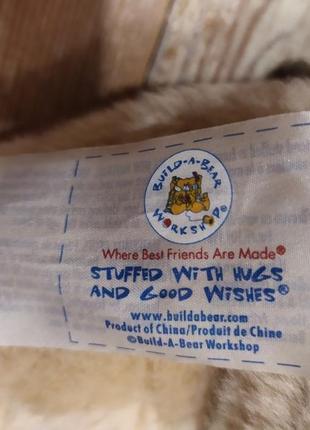 BUILD-A-BEAR
WORKSHOP®
Where Best Friends Are Made®
STUFFED WITH HUGS
AND GOOD WISHES®
www.buildabear.com
Product of China/Produit de Chine
©Build-A-Bear Workshop